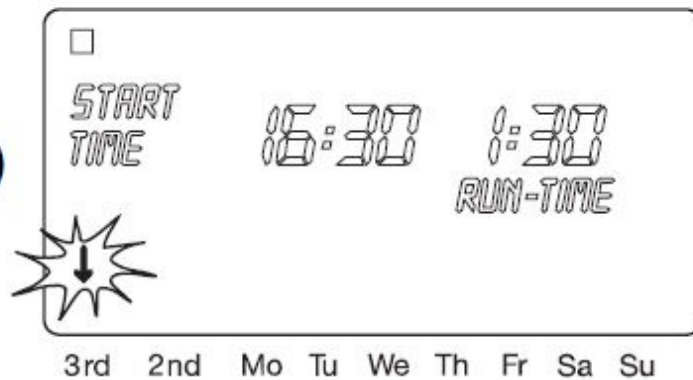 START
TIME
16:30 1:30
RUN-TIME
3rd 2nd Mo Tu We Th Fr Sa Su